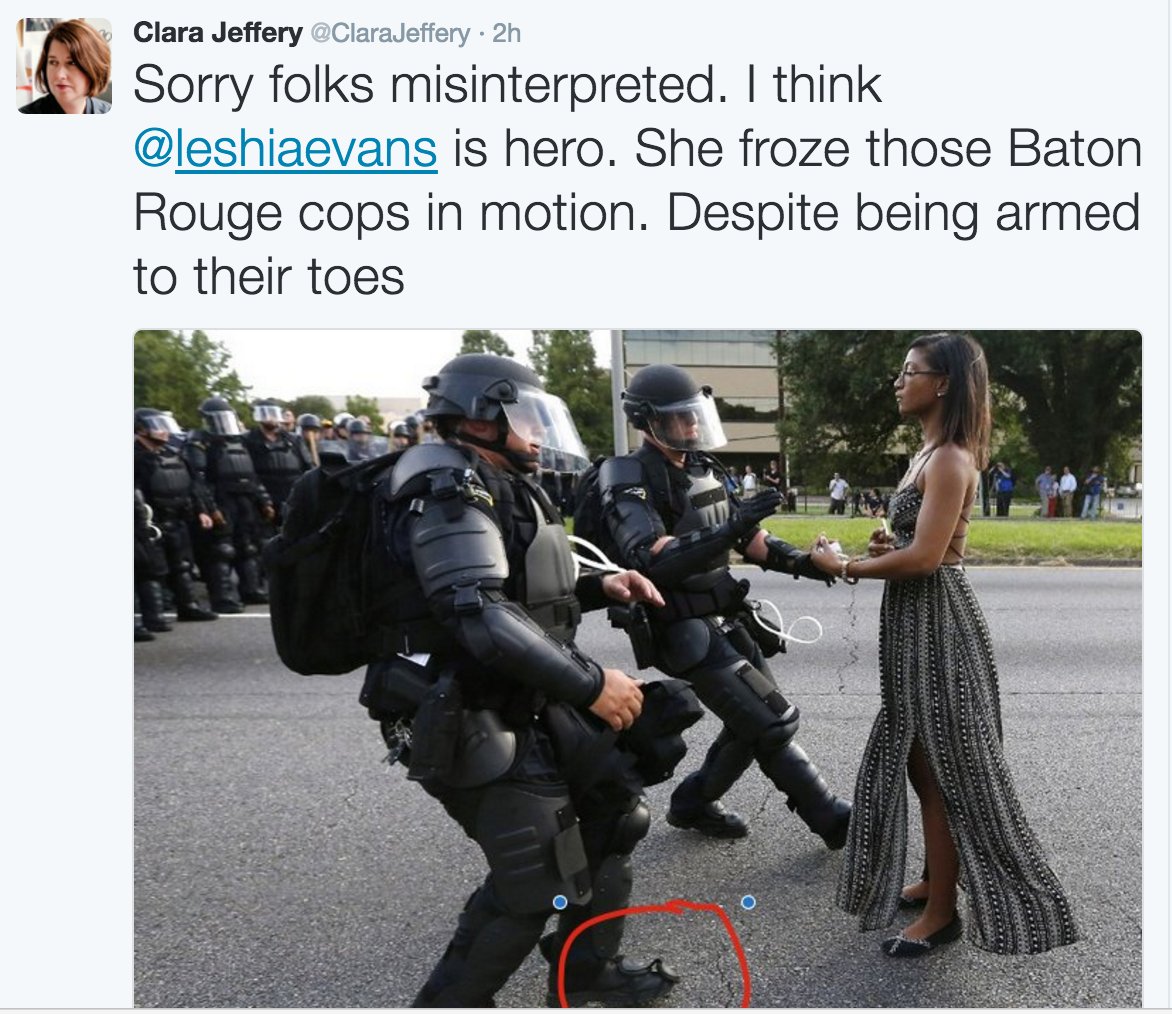 Clara Jeffery @ClaraJeffery · 2h
Sorry folks misinterpreted. I think
@leshiaevans is hero. She froze those Baton
Rouge cops in motion. Despite being armed
to their toes